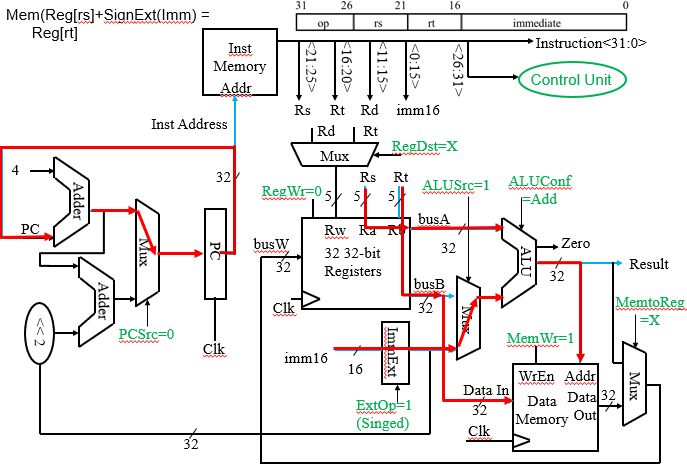 Mem(Reg[rs]+SignExt(Imm) =
Reg[rt]
31 26 21 16 0
op rs rt immediate
Inst
Memory
Addr
Instruction<31:0>
<21:25>
<16:20>
<11:15>
<0:15>
<26:31>
Control Unit
Rs Rt Rd imm16
Inst Address
Rd Rt
Mux
RegDst=X
4
Adder
PC
32
Mux
PC
Clk
Adder
<< 2
PCSrc=0
32
RegWr=0
5
Rs Rt
5 5
ALUSrc=1
ALUConf
=Add
busW
32
Rw Ra Rb
32 32-bit
Registers
Clk
busA
32
busB
32
ALU
Zero
32
Result
Mux
MemtoReg
=X
imm16
16
ImmExt
ExtOp=1
(Singed)
MemWr=1
WrEn Addr
Data In
32
Data
Memory
Data
Out
32
Mux
Clk